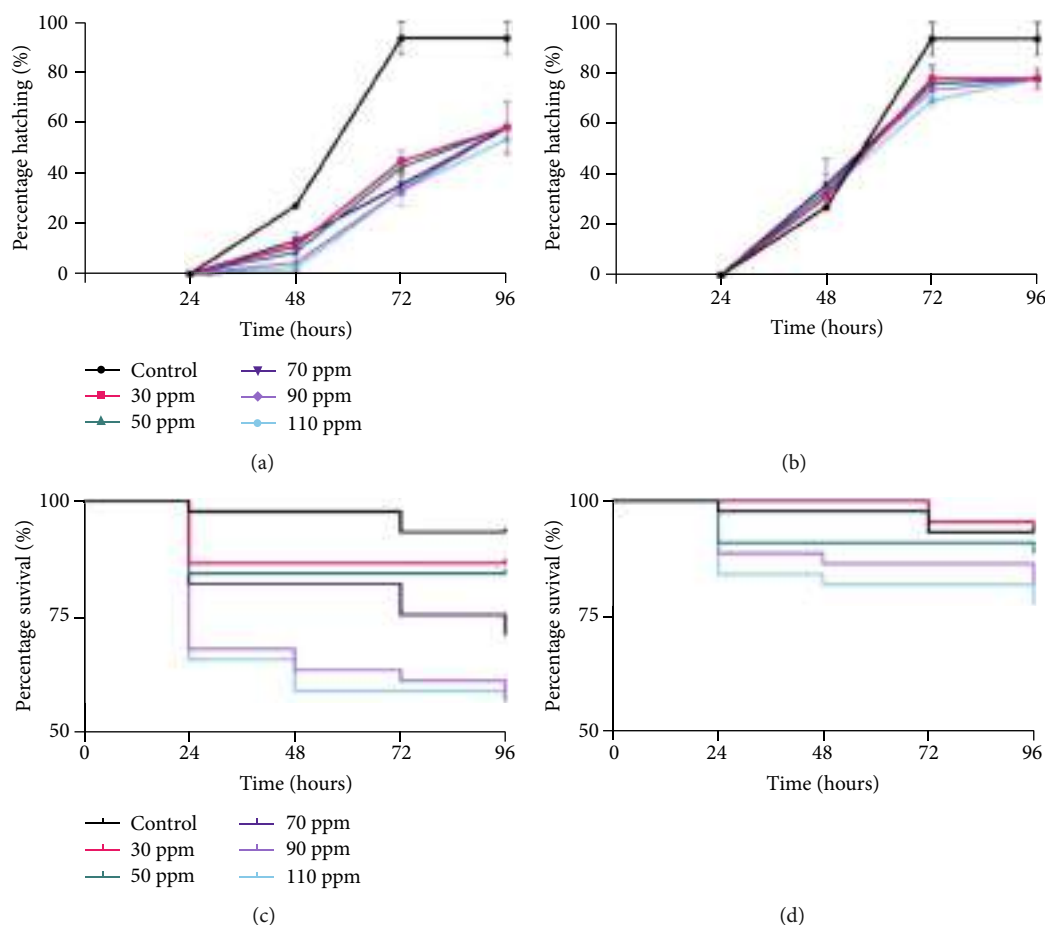 Percentage hatching (%)
100
80
60
40
20
0
24
48
72
96
Time (hours)
Control
30 ppm
50 ppm
70 ppm
90 ppm
110 ppm
(a)
Percentage hatching (%)
100
80
60
40
20
0
24
48
72
96
Time (hours)
(b)
Percentage suvival (%)
100
75
50
0
24
48
72
96
Time (hours)
Control
30 ppm
50 ppm
70 ppm
90 ppm
110 ppm
(c)
Percentage suvival (%)
100
75
50
0
24
48
72
96
Time (hours)
(d)